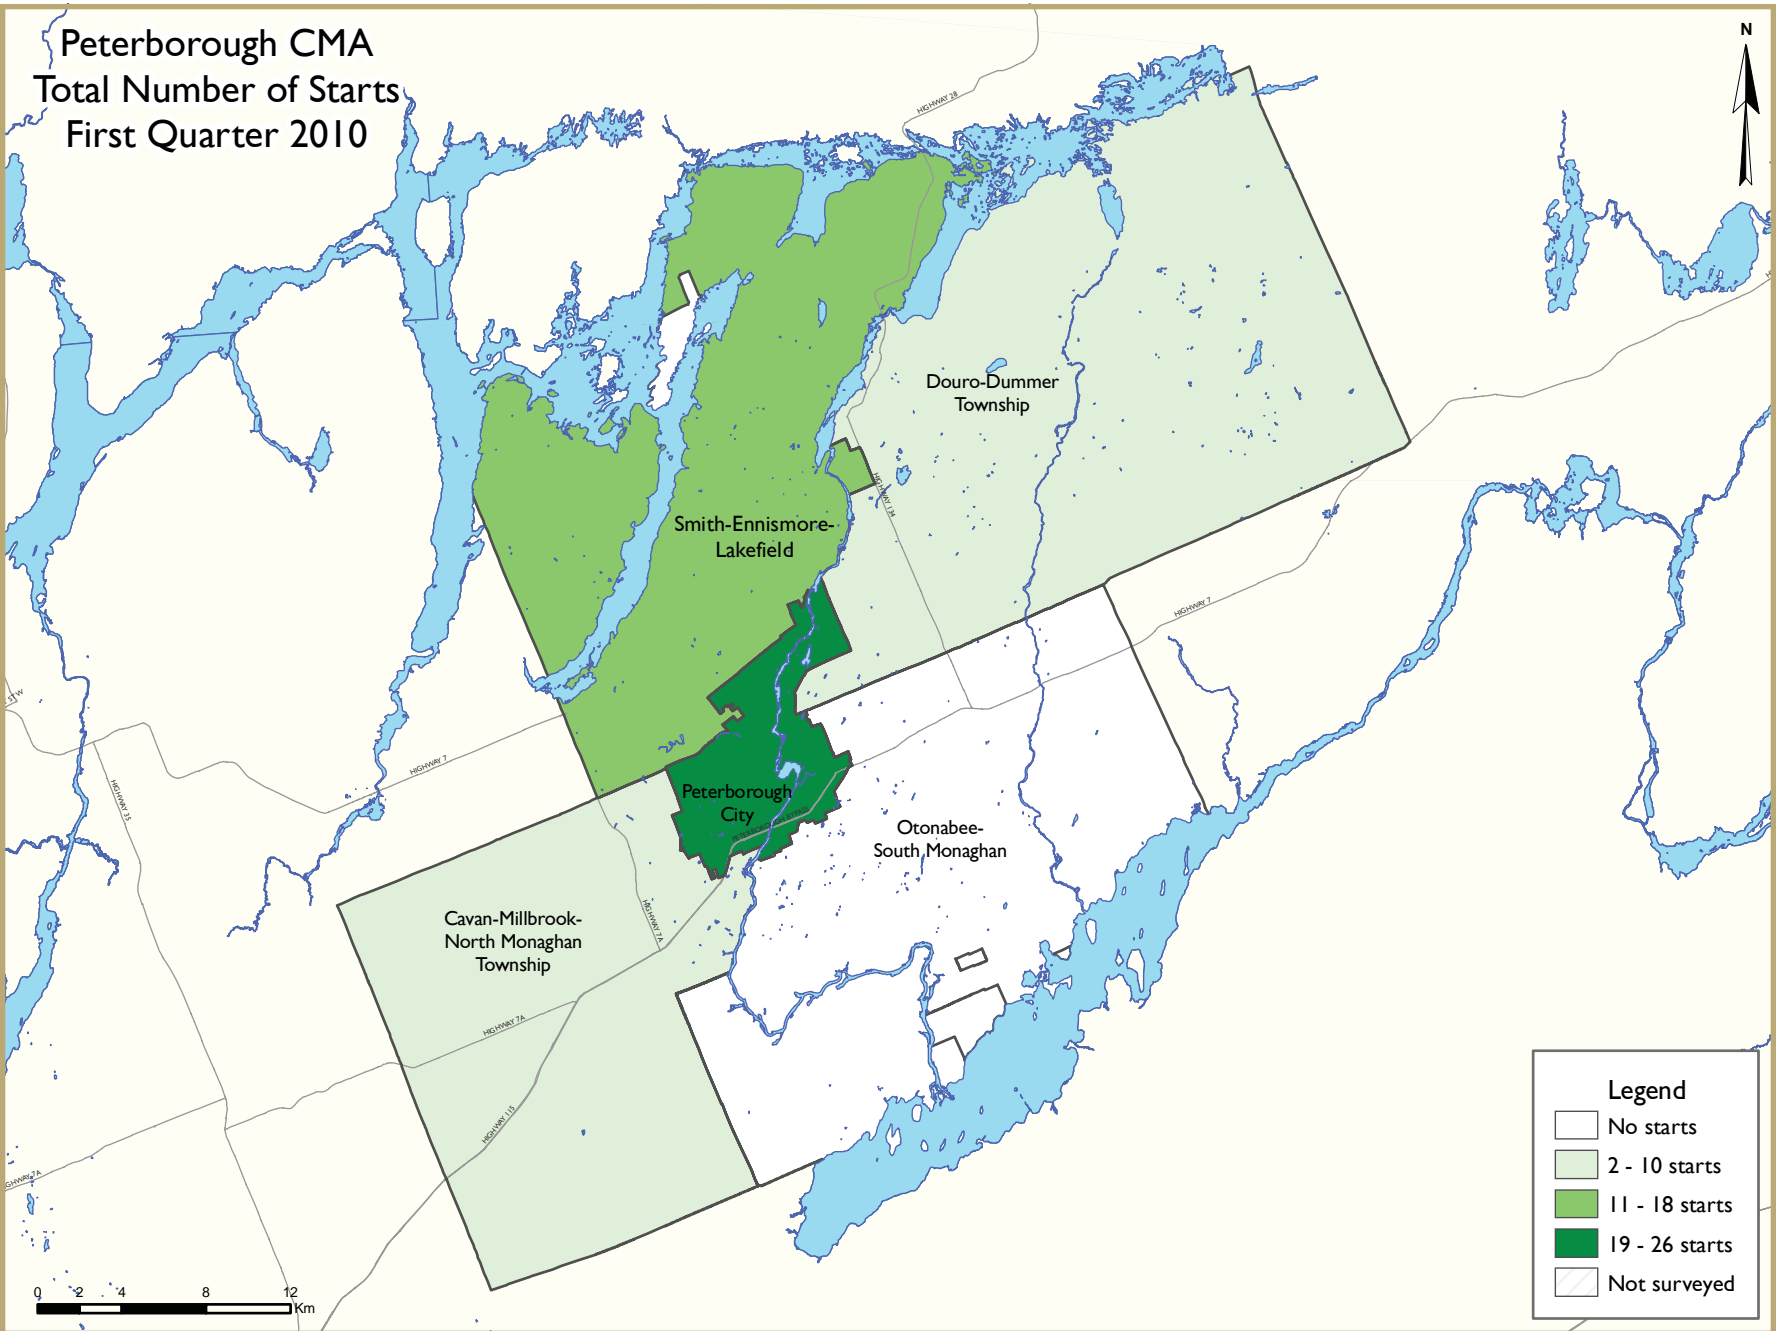 Peterborough CMA
Total Number of Starts
First Quarter 2010
N
HIGHWAY 28
Douro-Dummer
Township
HIGHWAY 134
Smith-Ennismore-
Lakefield
HIGHWAY 7
ST W
HIGHWAY 7
HIGHWAY 35
Peterborough
City
Otonabee-
South Monaghan
HIGHWAY 7A
Cavan-Millbrook-
North Monaghan
Township
HIGHWAY 7A
HIGHWAY 115
GHWAY 7A
Legend
No starts
2 - 10 starts
11 - 18 starts
19 - 26 starts
Not surveyed
0 2 4 8 12
Km